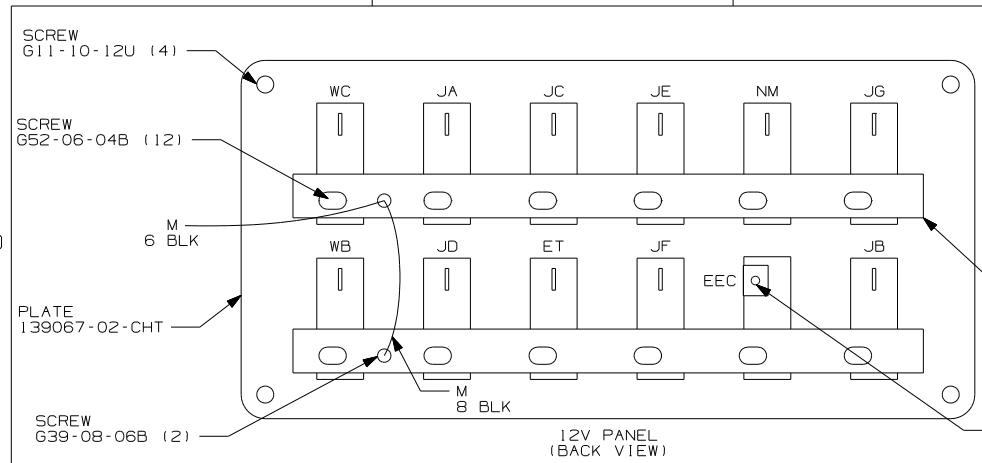 SCREW
G11-10-12U (4)
WC JA JC JE NM JG
SCREW
G52-06-04B (12)
M
6 BLK
WB JD ET JF JB
EEC
PLATE
139067-02-CHT
M
8 BLK
SCREW
G39-08-06B (2)
12V PANEL
(BACK VIEW)